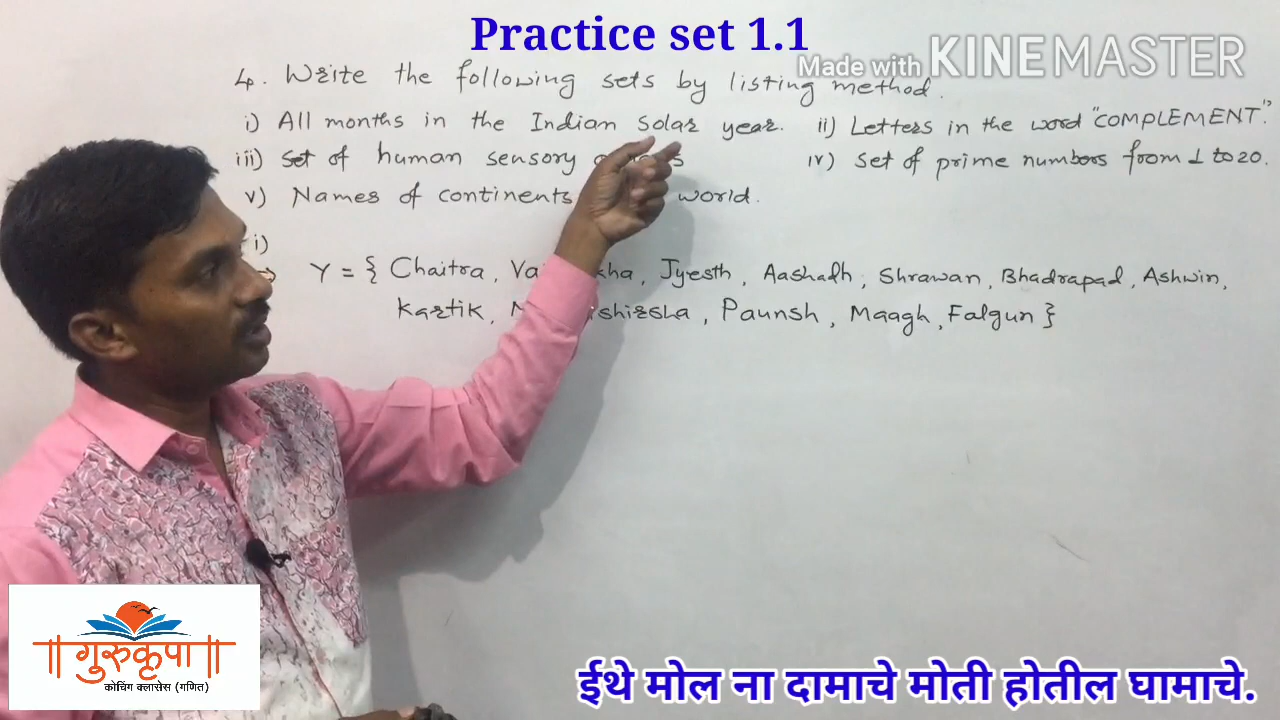 Practice set 1.1
Made with KINEMASTER
4. Write the following sets by listing method.
i) All months in the Indian solar year. ii) Letters in the word "COMPLEMENT".
iii) Set of human sensory iv) set of prime numbers from 1 to 20.
v) Names of continents world.
i)
⇒ Y = { Chaitra, Jyesth, Aashadh, Shrawan, Bhadrapad, Ashwin,
Kartik, Paunsh, Maagh, Falgun }
||गुरुकृपा||
कोचिंग क्लासेस (गणित)
ईथे मोल ना दामाचे मोती होतील घामाचे.